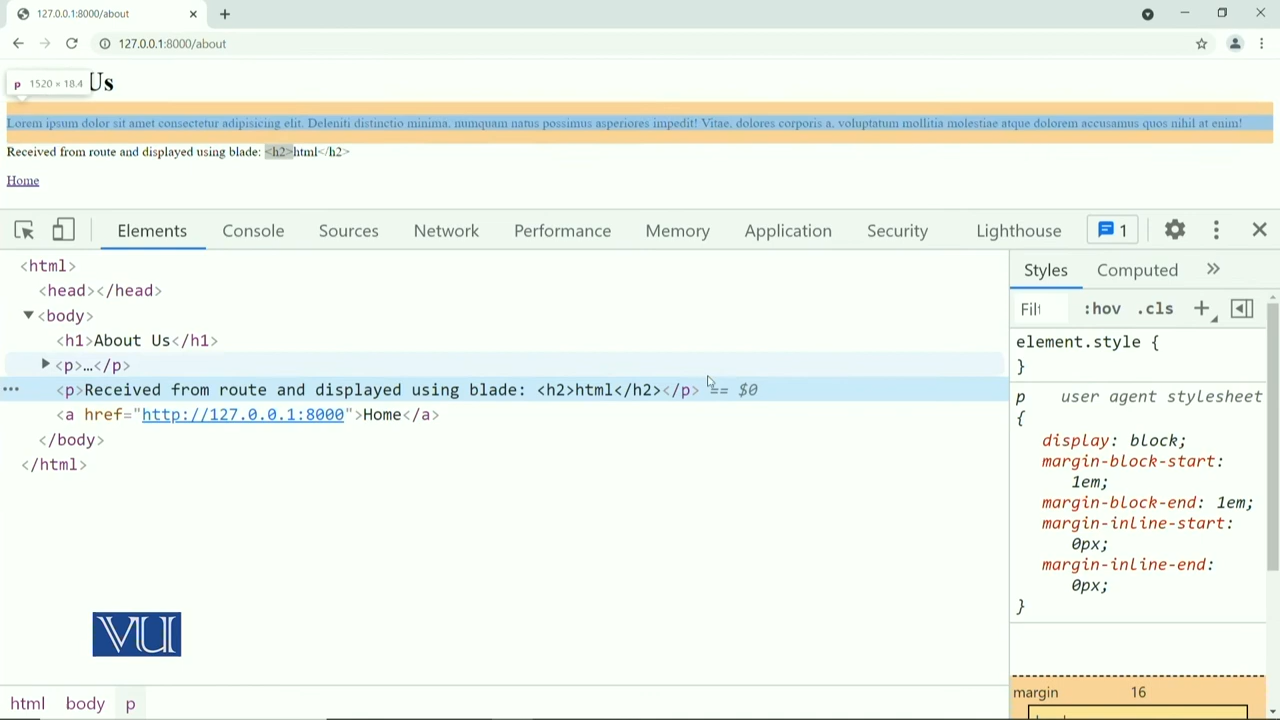 127.0.0.1:8000/about
127.0.0.1:8000/about
p 1520 × 18.4 Us
Lorem ipsum dolor sit amet consectetur adipisicing elit. Deleniti distinctio minima, numquam natus possimus asperiores impedit! Vitae, dolores corporis a, voluptatum mollitia molestiae atque dolorem accusamus quos nihil at enim!
Received from route and displayed using blade: <h2>html</h2>
Home
Elements Console Sources Network Performance Memory Application Security Lighthouse 1
<html>
<head></head>
<body>
<h1>About Us</h1>
<p>…</p>
<p>Received from route and displayed using blade: <h2>html</h2></p> == $0
<a href="http://127.0.0.1:8000">Home</a>
</body>
</html>
Styles Computed
:hov .cls
element.style {
}
p user agent stylesheet
{
display: block;
margin-block-start:
1em;
margin-block-end: 1em;
margin-inline-start:
0px;
margin-inline-end:
0px;
}
margin 16
VU
html body p